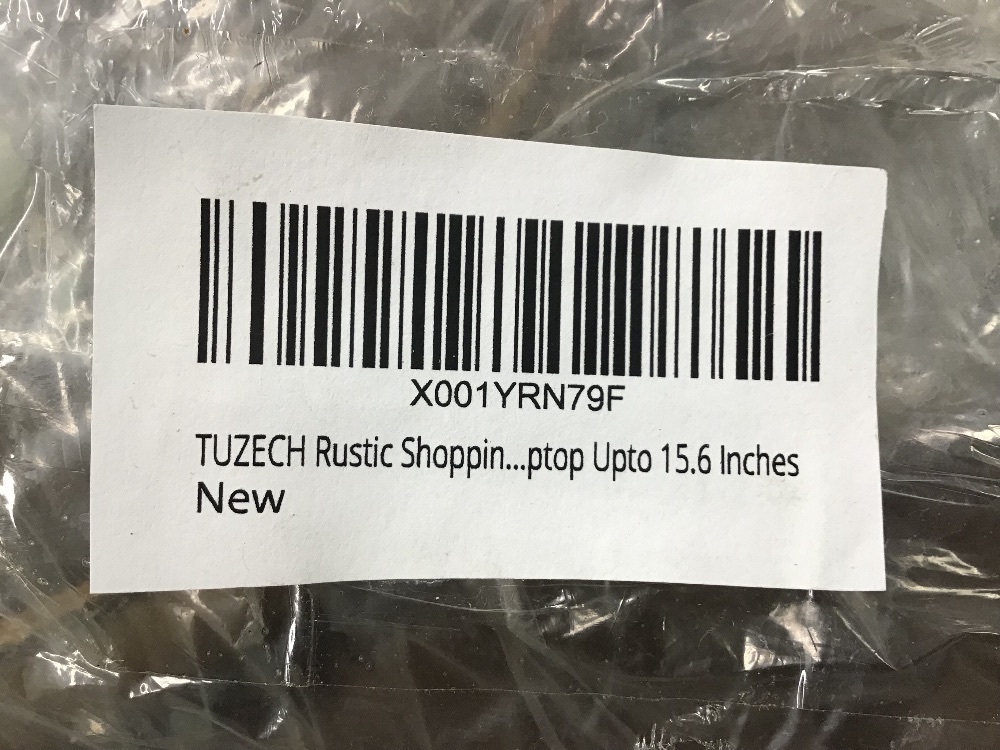 X001YRN79F
TUZECH Rustic Shoppin...ptop Upto 15.6 Inches
New